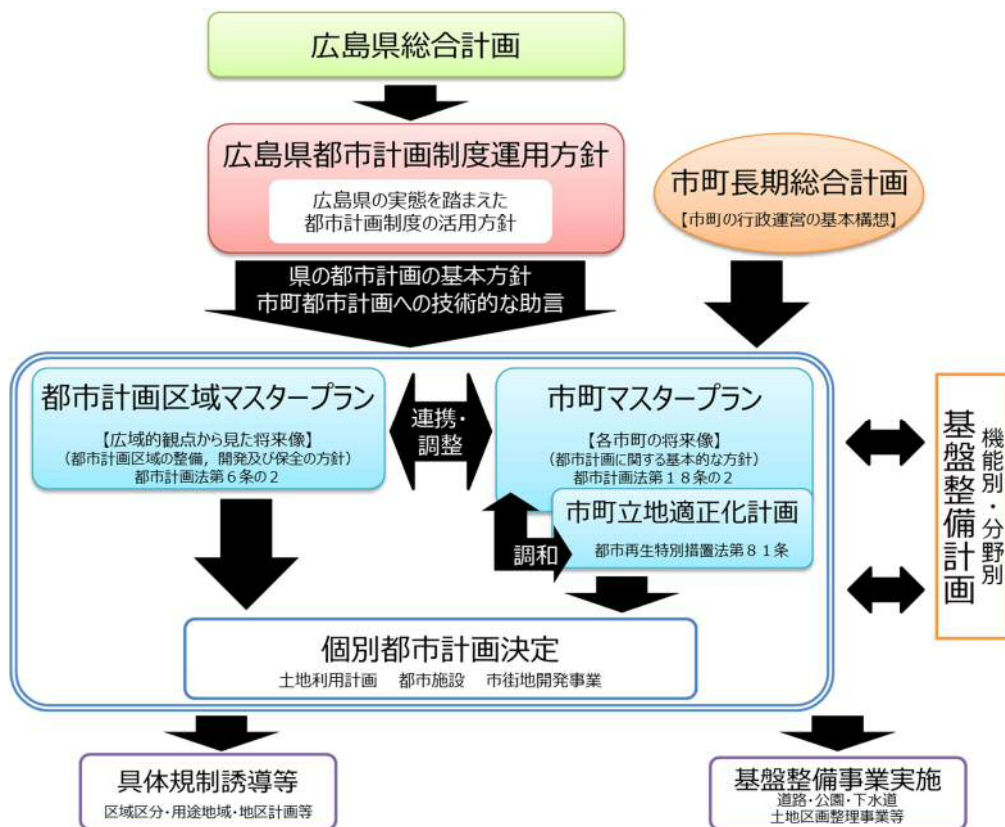 広島県総合計画
広島県都市計画制度運用方針
広島県の実態を踏まえた
都市計画制度の活用方針
市町長期総合計画
【市町の行政運営の基本構想】
県の都市計画の基本方針
市町都市計画への技術的な助言
都市計画区域マスタープラン
【広域的観点から見た将来像】
(都市計画区域の整備，開発及び保全の方針)
都市計画法第６条の２
連携・
調整
市町マスタープラン
【各市町の将来像】
(都市計画に関する基本的な方針)
都市計画法第１８条の２
市町立地適正化計画
都市再生特別措置法第８１条
調和
機能別・分野別
基盤整備計画
個別都市計画決定
土地利用計画　都市施設　市街地開発事業
具体規制誘導等
区域区分・用途地域・地区計画等
基盤整備事業実施
道路・公園・下水道
土地区画整理事業等